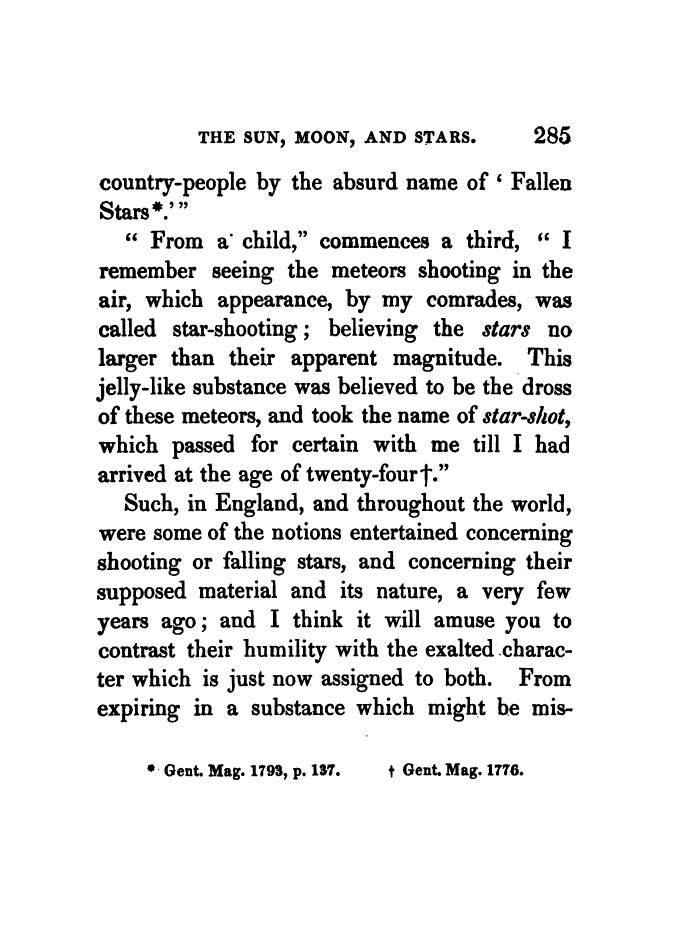 THE SUN, MOON, AND STARS. 285
country-people by the absurd name of ‘ Fallen
Stars*.’”
“ From a child,” commences a third, “ I
remember seeing the meteors shooting in the
air, which appearance, by my comrades, was
called star-shooting ; believing the stars no
larger than their apparent magnitude. This
jelly-like substance was believed to be the dross
of these meteors, and took the name of star-shot,
which passed for certain with me till I had
arrived at the age of twenty-four†.”
Such, in England, and throughout the world,
were some of the notions entertained concerning
shooting or falling stars, and concerning their
supposed material and its nature, a very few
years ago ; and I think it will amuse you to
contrast their humility with the exalted charac-
ter which is just now assigned to both. From
expiring in a substance which might be mis-
* Gent. Mag. 1793, p. 137. † Gent. Mag. 1776.